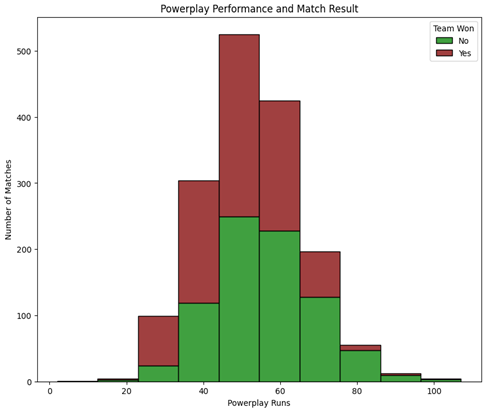 Powerplay Performance and Match Result
Team Won
No
Yes
500
400
300
200
100
0
Number of Matches
0 20 40 60 80 100
Powerplay Runs